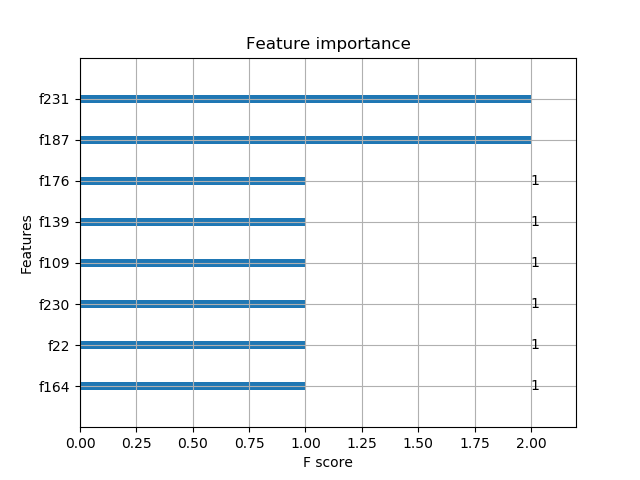 Feature importance
f231
f187
f176 1
f139 1
f109 1
f230 1
f22 1
f164 1
Features
0.00 0.25 0.50 0.75 1.00 1.25 1.50 1.75 2.00
F score